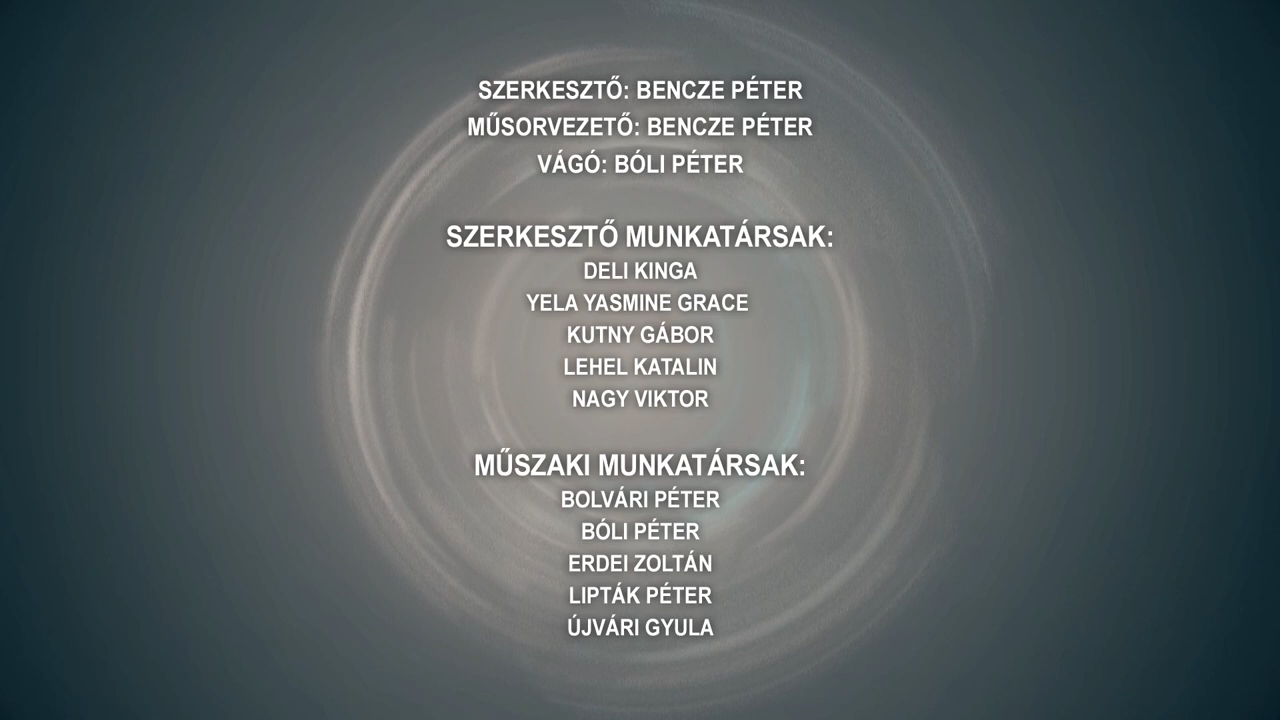 SZERKESZTŐ: BENCZE PÉTER
MŰSORVEZETŐ: BENCZE PÉTER
VÁGÓ: BÓLI PÉTER
SZERKESZTŐ MUNKATÁRSAK:
DELI KINGA
YELA YASMINE GRACE
KUTNY GÁBOR
LEHEL KATALIN
NAGY VIKTOR
MŰSZAKI MUNKATÁRSAK:
BOLVÁRI PÉTER
BÓLI PÉTER
ERDEI ZOLTÁN
LIPTÁK PÉTER
ÚJVÁRI GYULA